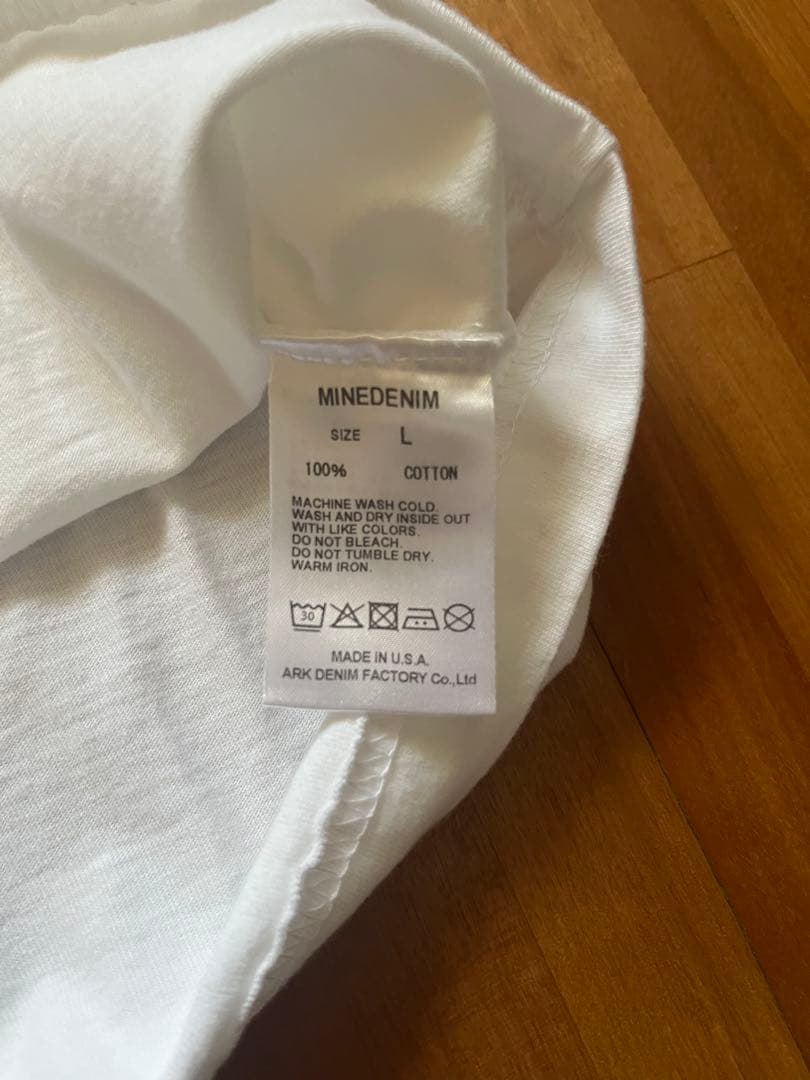 MINEDENIM
SIZE L
100% COTTON
MACHINE WASH COLD.
WASH AND DRY INSIDE OUT
WITH LIKE COLORS.
DO NOT BLEACH.
DO NOT TUMBLE DRY.
WARM IRON.
30
MADE IN U.S.A.
ARK DENIM FACTORY Co.,Ltd